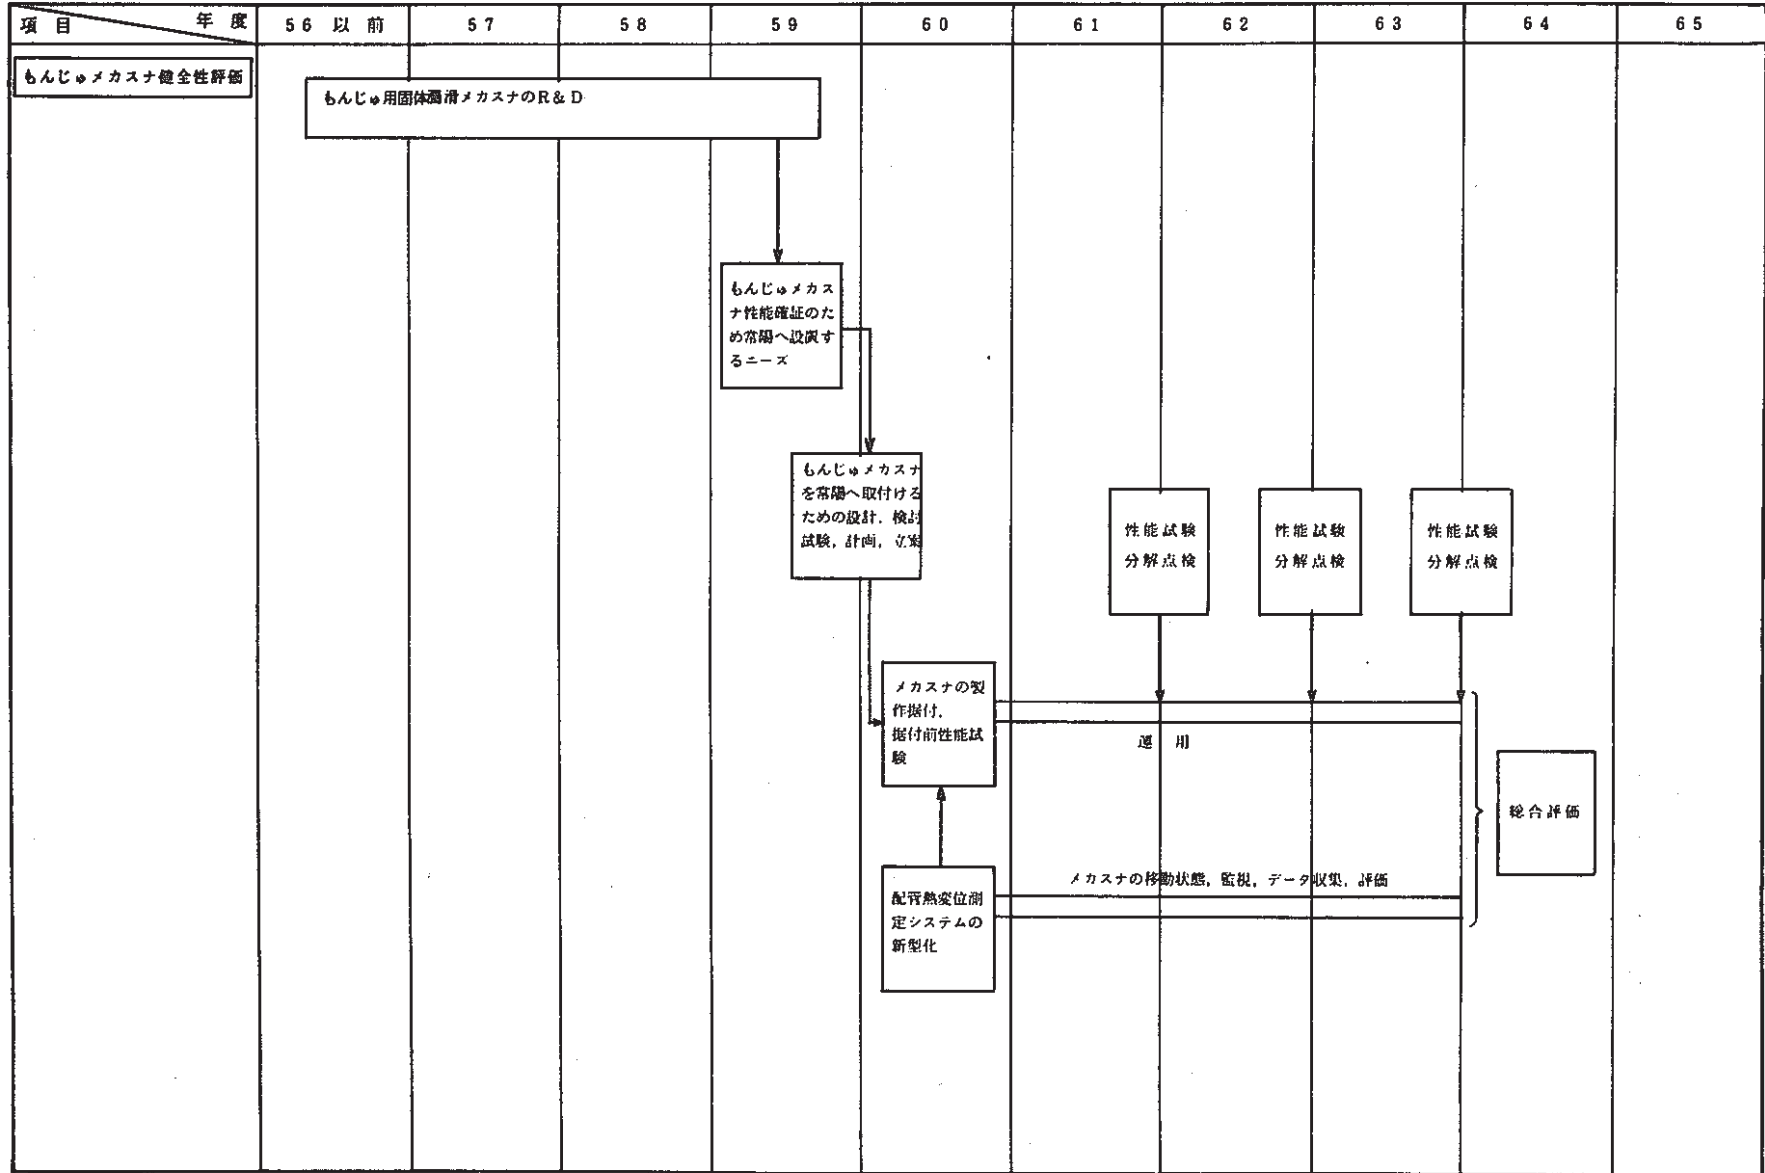 項目
年度
56以前
57
58
59
60
61
62
63
64
65
もんじゅメカスナ健全性評価
もんじゅ用固体潤滑メカスナのR&D
もんじゅメカス
ナ性能確証のた
め常陽へ設置す
るニーズ
もんじゅメカスナ
を常陽へ取付ける
ための設計,検討
試験,計画,立案
性能試験
分解点検
性能試験
分解点検
性能試験
分解点検
メカスナの製
作据付,
据付前性能試
験
運用
総合評価
メカスナの移動状態,監視,データ収集,評価
配管熱変位測
定システムの
新型化